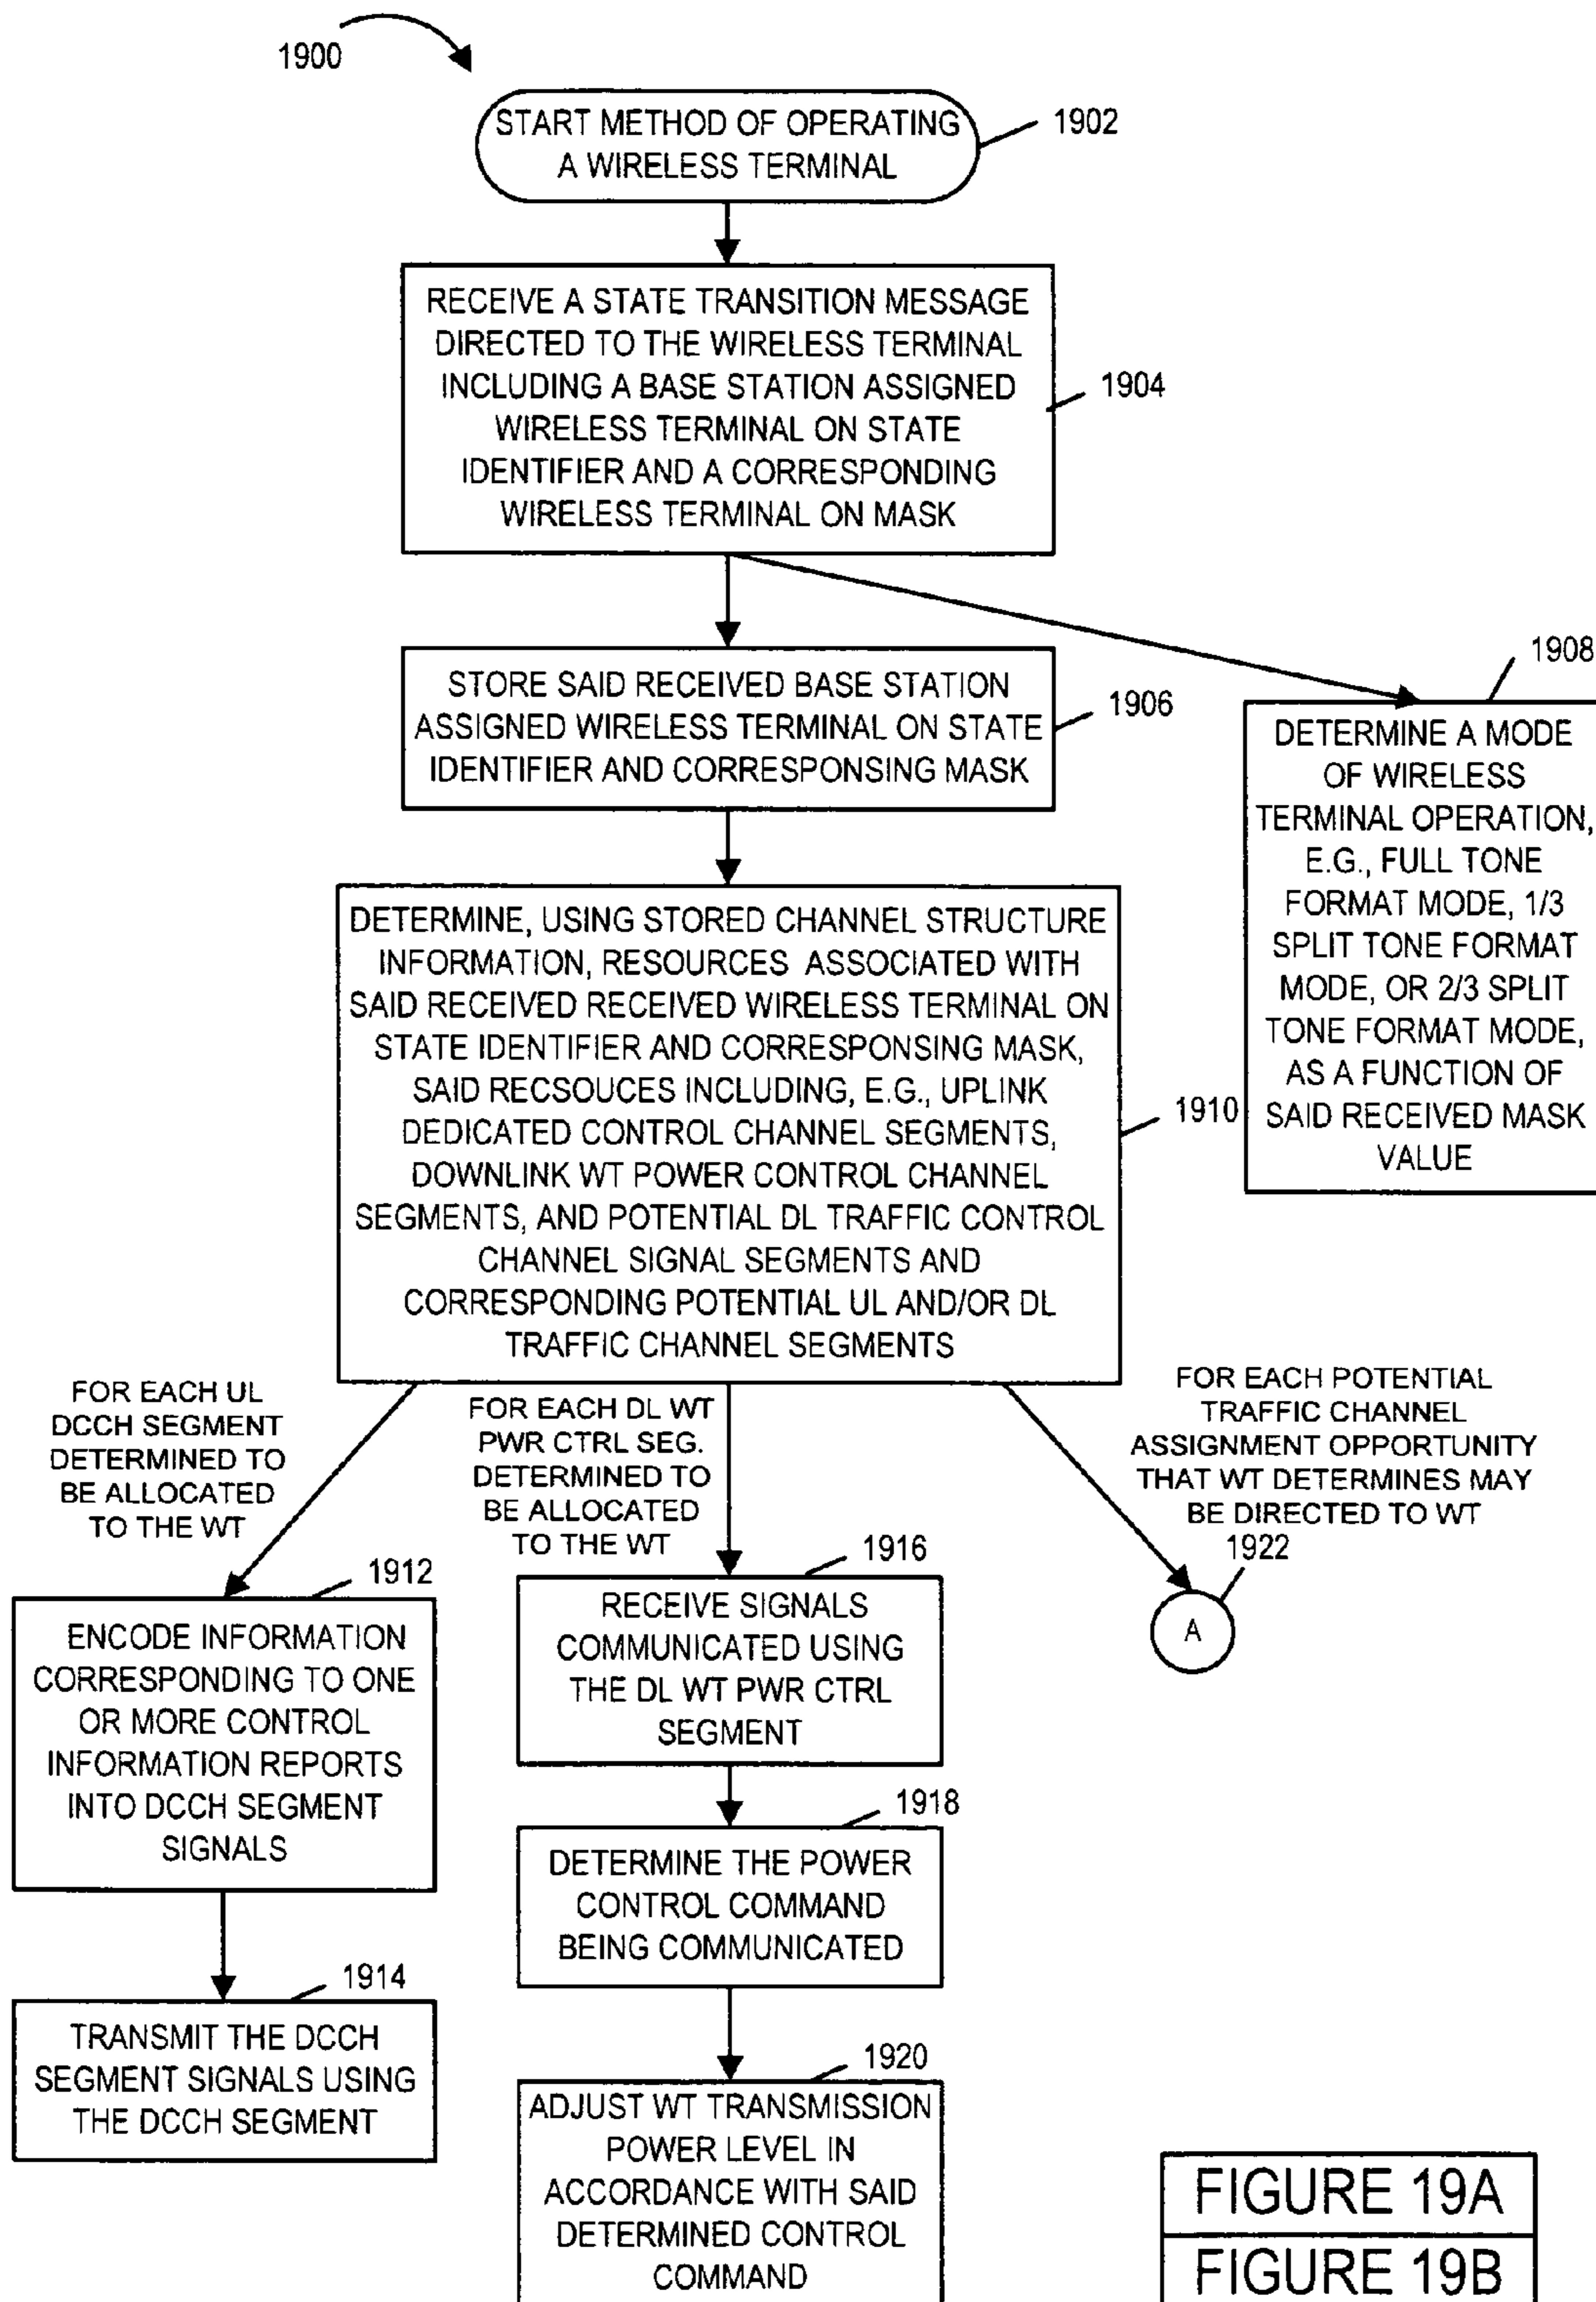 1900
START METHOD OF OPERATING
A WIRELESS TERMINAL
1902
RECEIVE A STATE TRANSITION MESSAGE
DIRECTED TO THE WIRELESS TERMINAL
INCLUDING A BASE STATION ASSIGNED
WIRELESS TERMINAL ON STATE
IDENTIFIER AND A CORRESPONDING
WIRELESS TERMINAL ON MASK
1904
STORE SAID RECEIVED BASE STATION
ASSIGNED WIRELESS TERMINAL ON STATE
IDENTIFIER AND CORRESPONSING MASK
1906
1908
DETERMINE A MODE
OF WIRELESS
TERMINAL OPERATION,
E.G., FULL TONE
FORMAT MODE, 1/3
SPLIT TONE FORMAT
MODE, OR 2/3 SPLIT
TONE FORMAT MODE,
AS A FUNCTION OF
SAID RECEIVED MASK
VALUE
DETERMINE, USING STORED CHANNEL STRUCTURE
INFORMATION, RESOURCES ASSOCIATED WITH
SAID RECEIVED RECEIVED WIRELESS TERMINAL ON
STATE IDENTIFIER AND CORRESPONSING MASK,
SAID RECSOUCES INCLUDING, E.G., UPLINK
DEDICATED CONTROL CHANNEL SEGMENTS,
DOWNLINK WT POWER CONTROL CHANNEL
SEGMENTS, AND POTENTIAL DL TRAFFIC CONTROL
CHANNEL SIGNAL SEGMENTS AND
CORRESPONDING POTENTIAL UL AND/OR DL
TRAFFIC CHANNEL SEGMENTS
1910
FOR EACH UL
DCCH SEGMENT
DETERMINED TO
BE ALLOCATED
TO THE WT
FOR EACH DL WT
PWR CTRL SEG.
DETERMINED TO
BE ALLOCATED
TO THE WT
FOR EACH POTENTIAL
TRAFFIC CHANNEL
ASSIGNMENT OPPORTUNITY
THAT WT DETERMINES MAY
BE DIRECTED TO WT
1912
ENCODE INFORMATION
CORRESPONDING TO ONE
OR MORE CONTROL
INFORMATION REPORTS
INTO DCCH SEGMENT
SIGNALS
1914
TRANSMIT THE DCCH
SEGMENT SIGNALS USING
THE DCCH SEGMENT
1916
RECEIVE SIGNALS
COMMUNICATED USING
THE DL WT PWR CTRL
SEGMENT
1918
DETERMINE THE POWER
CONTROL COMMAND
BEING COMMUNICATED
1920
ADJUST WT TRANSMISSION
POWER LEVEL IN
ACCORDANCE WITH SAID
DETERMINED CONTROL
COMMAND
1922
A
FIGURE 19A
FIGURE 19B